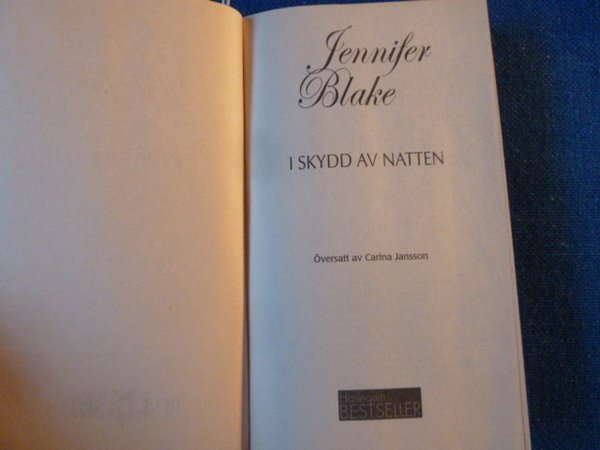 Jennifer
Blake
I SKYDD AV NATTEN
Översatt av Carina Jansson
Harlequin
BESTSELLER